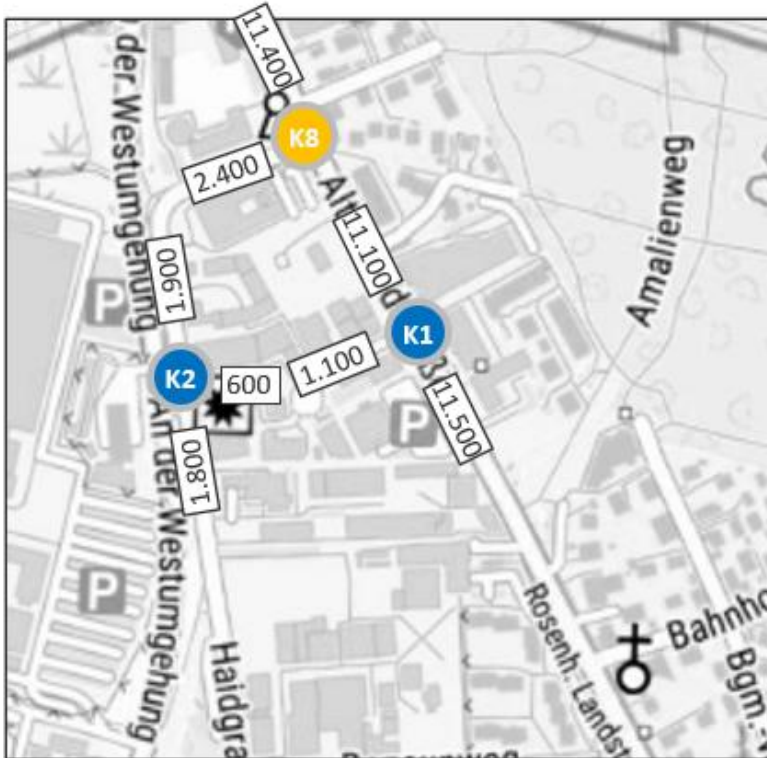 11.400
K8
2.400
11.100
1.900
der Westumgehung
P
Amalienweg
K1
K2
600
1.100
11.500
P
1.800
An der Westumgehung
P
Rosenh. Landst
Bahnho
Haidgra
Bgm.-V